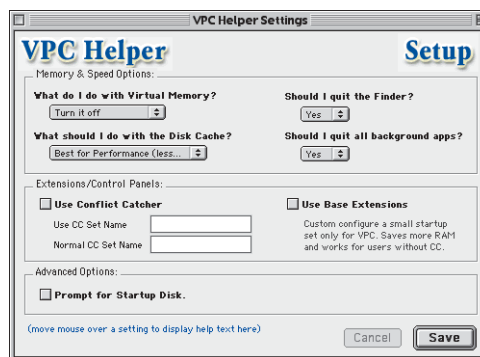 VPC Helper Settings
VPC Helper
Setup
Memory & Speed Options:
What do I do with Virtual Memory?
Should I quit the Finder?
Turn it off
Yes
What should I do with the Disk Cache?
Should I quit all background apps?
Best for Performance (less...
Yes
Extensions/Control Panels:
Use Conflict Catcher
Use Base Extensions
Use CC Set Name
Custom configure a small startup
set only for VPC. Saves more RAM
Normal CC Set Name
and works for users without CC.
Advanced Options:
Prompt for Startup Disk.
(move mouse over a setting to display help text here)
Cancel
Save